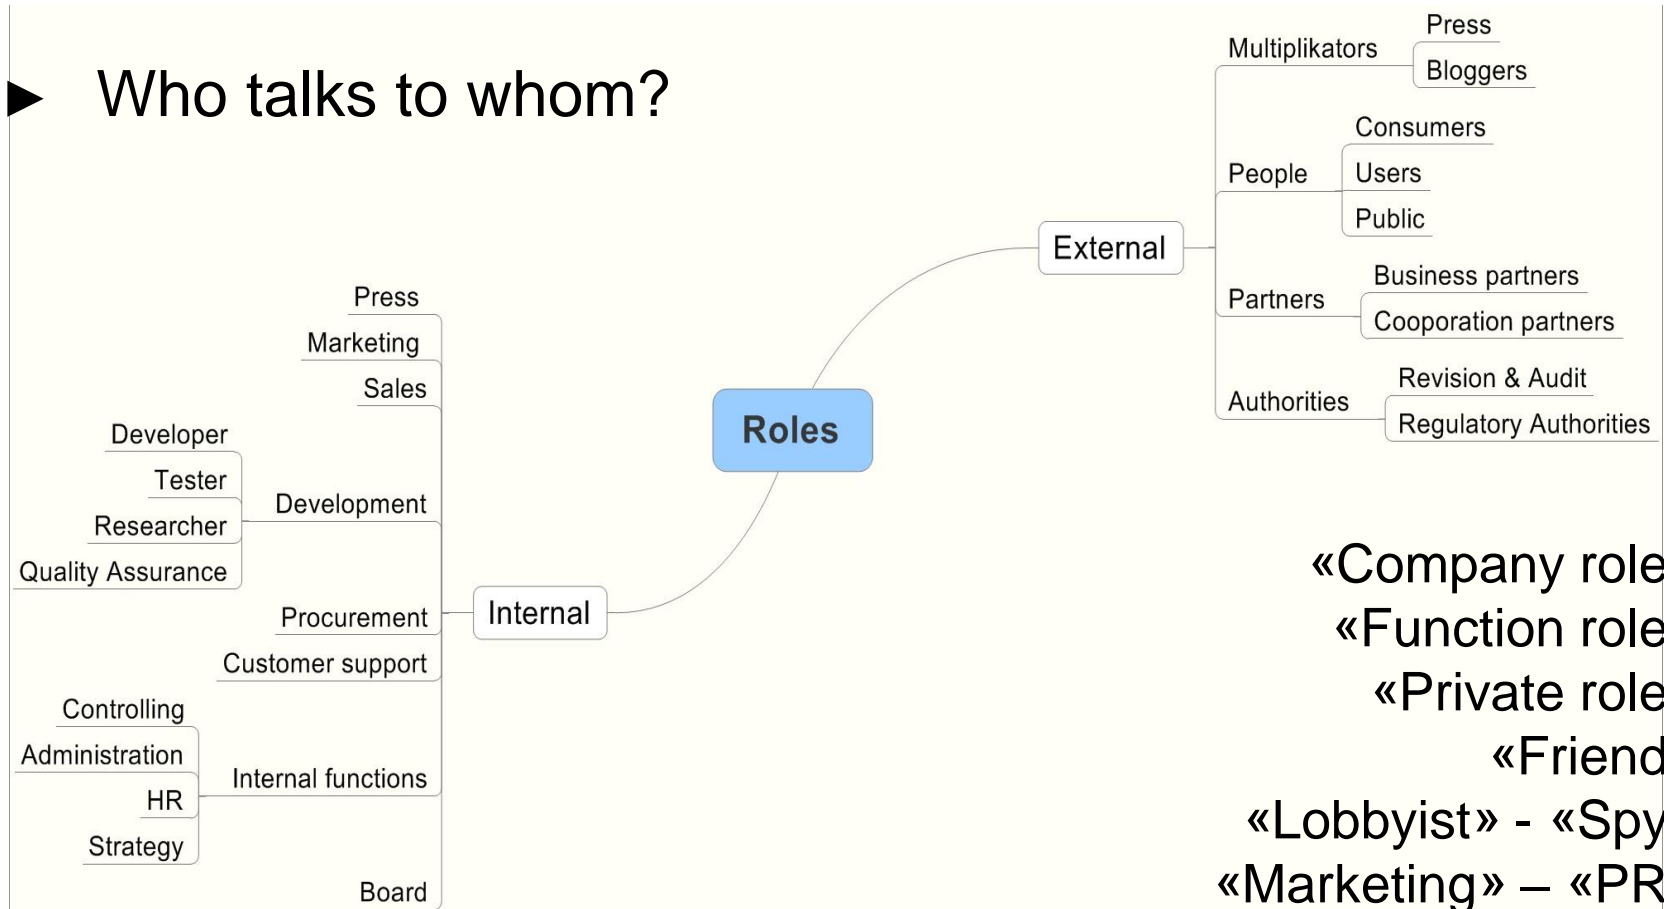 ► Who talks to whom?
Roles
External
Multiplikators
Press
Bloggers
People
Consumers
Users
Public
Partners
Business partners
Cooporation partners
Authorities
Revision & Audit
Regulatory Authorities
Internal
Press
Marketing
Sales
Development
Developer
Tester
Researcher
Quality Assurance
Procurement
Customer support
Internal functions
Controlling
Administration
HR
Strategy
Board
«Company role
«Function role
«Private role
«Friend
«Lobbyist» - «Spy
«Marketing» – «PR